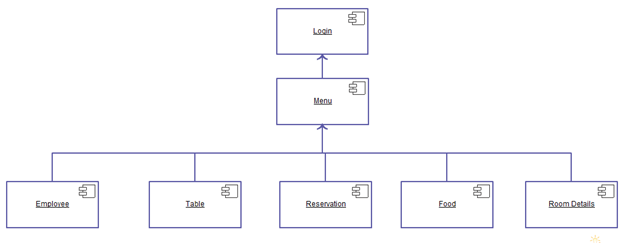 Login
Menu
Employee
Table
Reservation
Food
Room Details